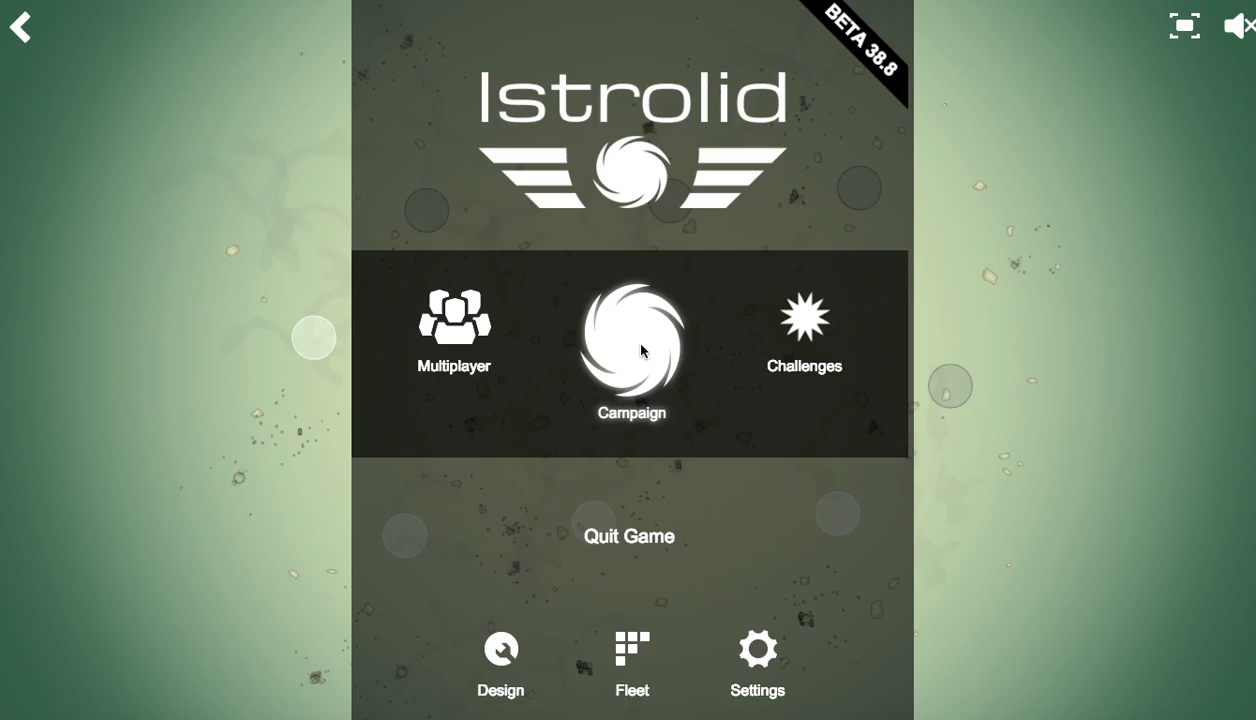 BETA 38.8
Istrolid
Multiplayer
Campaign
Challenges
Quit Game
Design
Fleet
Settings